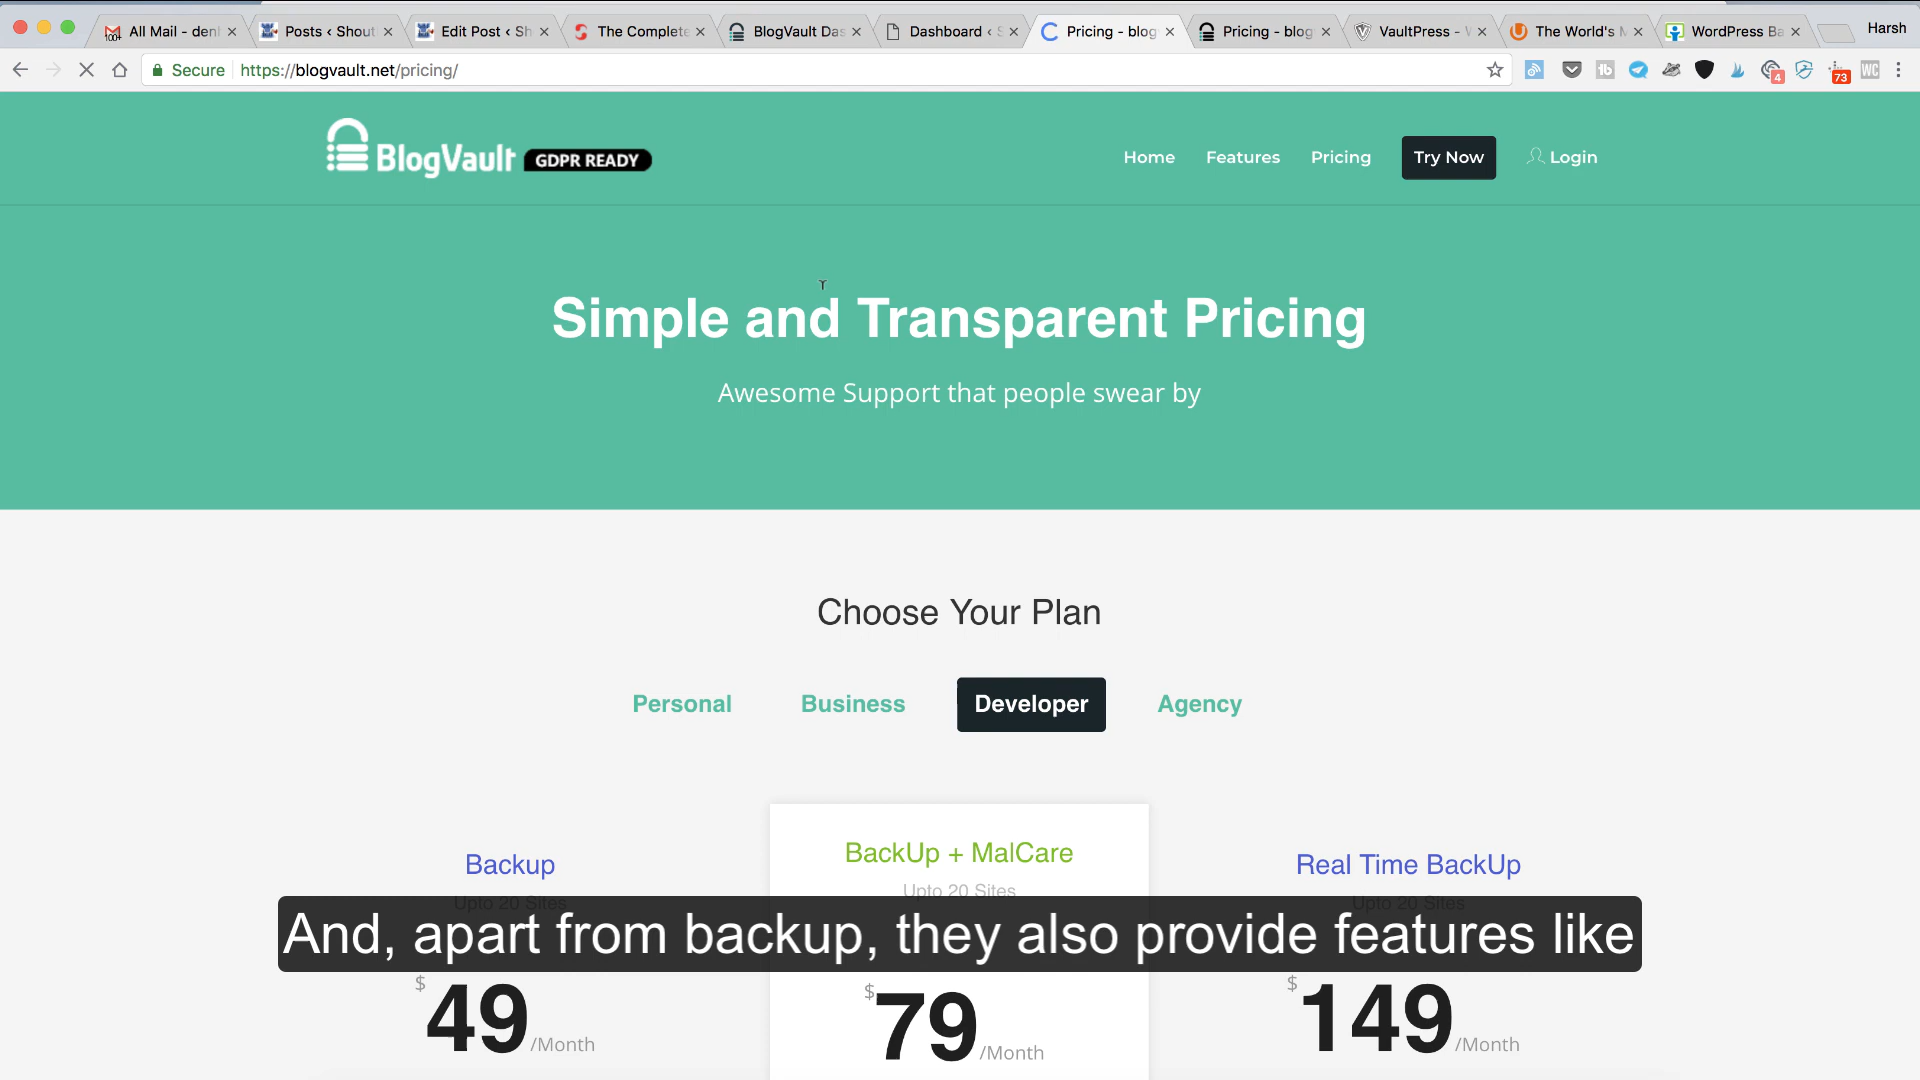 All Mail - denl
Posts ‹ Shout
Edit Post ‹ Sh
The Complete
BlogVault Das
Dashboard ‹ S
Pricing - blog
Pricing - blog
VaultPress - W
The World's M
WordPress Ba
Harsh
Secure
https://blogvault.net/pricing/
4
73
WC
BlogVault GDPR READY
Home
Features
Pricing
Try Now
Login
Simple and Transparent Pricing
Awesome Support that people swear by
Choose Your Plan
Personal
Business
Developer
Agency
Backup
Upto 20 Sites
BackUp + MalCare
Upto 20 Sites
Real Time BackUp
Upto 20 Sites
And, apart from backup, they also provide features like
$49/Month
$79/Month
$149/Month